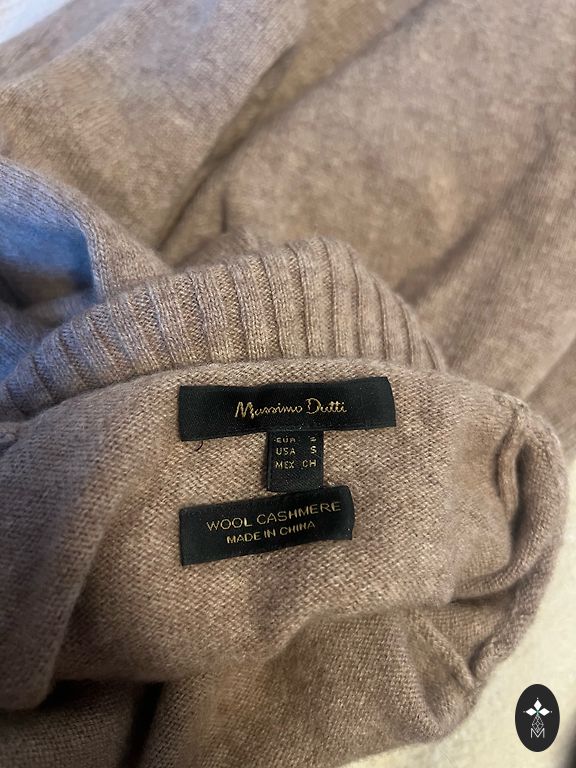 Massimo Dutti
EUR S
USA S
MEX CH
WOOL CASHMERE
MADE IN CHINA
M